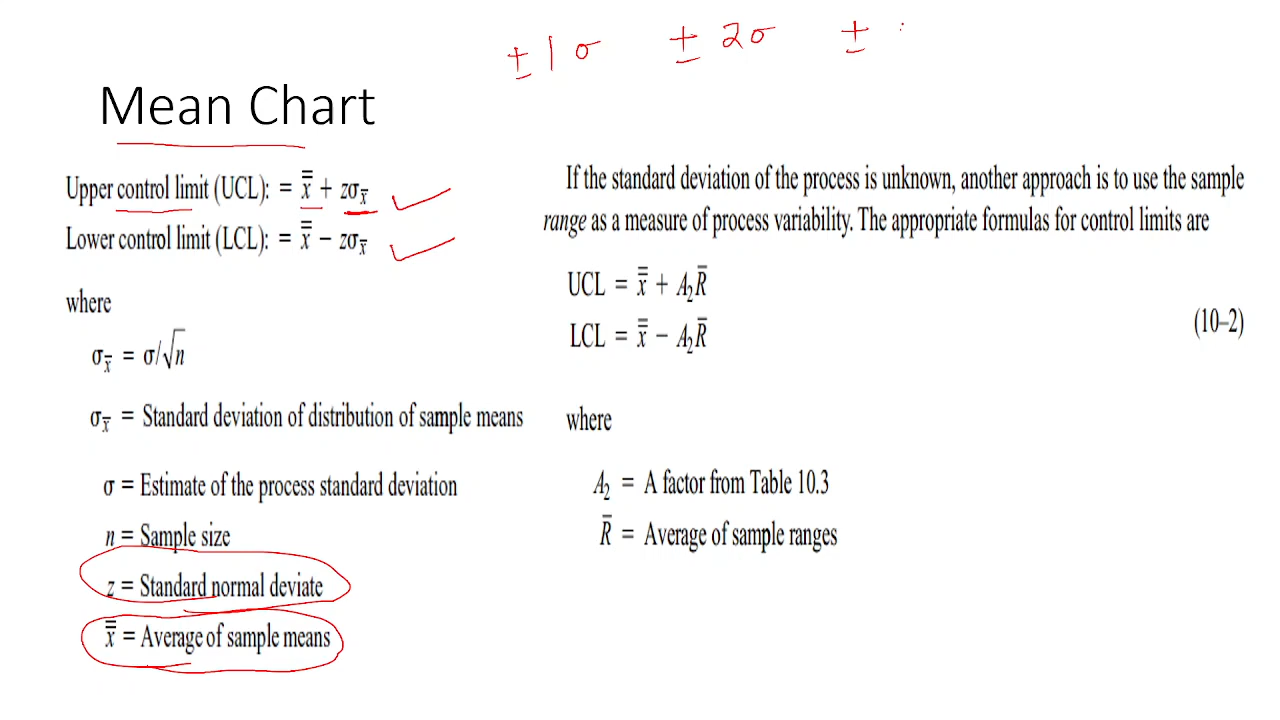 ±1σ ±2σ ±
Mean Chart
Upper control limit (UCL): = x̿ + zσx̅
Lower control limit (LCL): = x̿ − zσx̅
where
σx̅ = σ/√n
σx̅ = Standard deviation of distribution of sample means
σ = Estimate of the process standard deviation
n = Sample size
z = Standard normal deviate
x̿ = Average of sample means
If the standard deviation of the process is unknown, another approach is to use the sample
range as a measure of process variability. The appropriate formulas for control limits are
UCL = x̿ + A₂R̅
LCL = x̿ − A₂R̅
(10–2)
where
A₂ = A factor from Table 10.3
R̅ = Average of sample ranges